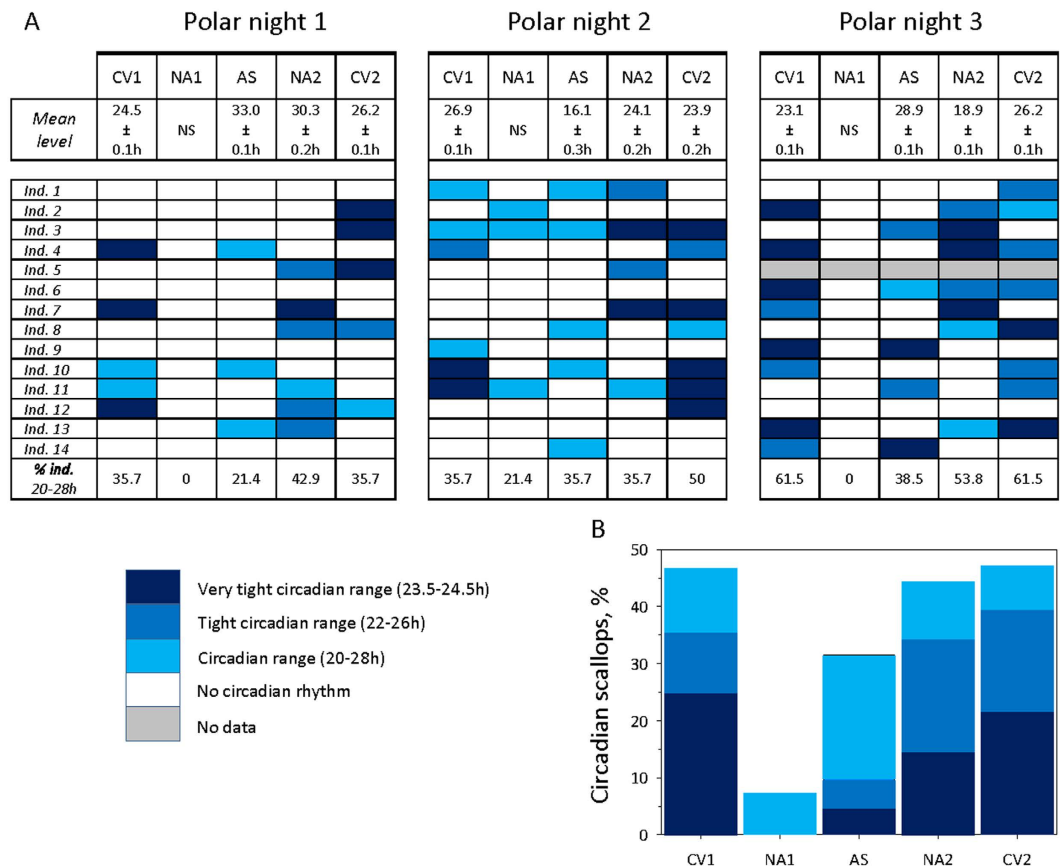 A
Polar night 1 Polar night 2 Polar night 3
CV1 NA1 AS NA2 CV2 CV1 NA1 AS NA2 CV2 CV1 NA1 AS NA2 CV2
Mean level 24.5 ± 0.1h NS 33.0 ± 0.1h 30.3 ± 0.2h 26.2 ± 0.1h 26.9 ± 0.1h NS 16.1 ± 0.3h 24.1 ± 0.2h 23.9 ± 0.2h 23.1 ± 0.1h NS 28.9 ± 0.1h 18.9 ± 0.1h 26.2 ± 0.1h
Ind. 1
Ind. 2
Ind. 3
Ind. 4
Ind. 5
Ind. 6
Ind. 7
Ind. 8
Ind. 9
Ind. 10
Ind. 11
Ind. 12
Ind. 13
Ind. 14
% ind.
20-28h
35.7 0 21.4 42.9 35.7 35.7 21.4 35.7 35.7 50 61.5 0 38.5 53.8 61.5
Very tight circadian range (23.5-24.5h)
Tight circadian range (22-26h)
Circadian range (20-28h)
No circadian rhythm
No data
B
Circadian scallops, %
50
40
30
20
10
0
CV1 NA1 AS NA2 CV2